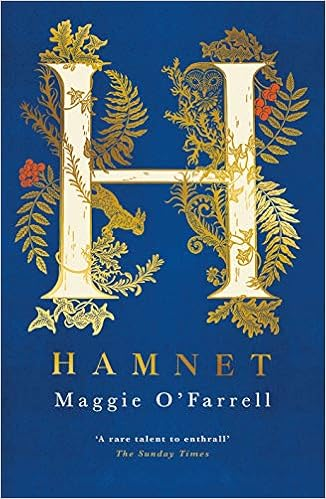 H
HAMNET
Maggie O'Farrell
‘A rare talent to enthrall’
The Sunday Times